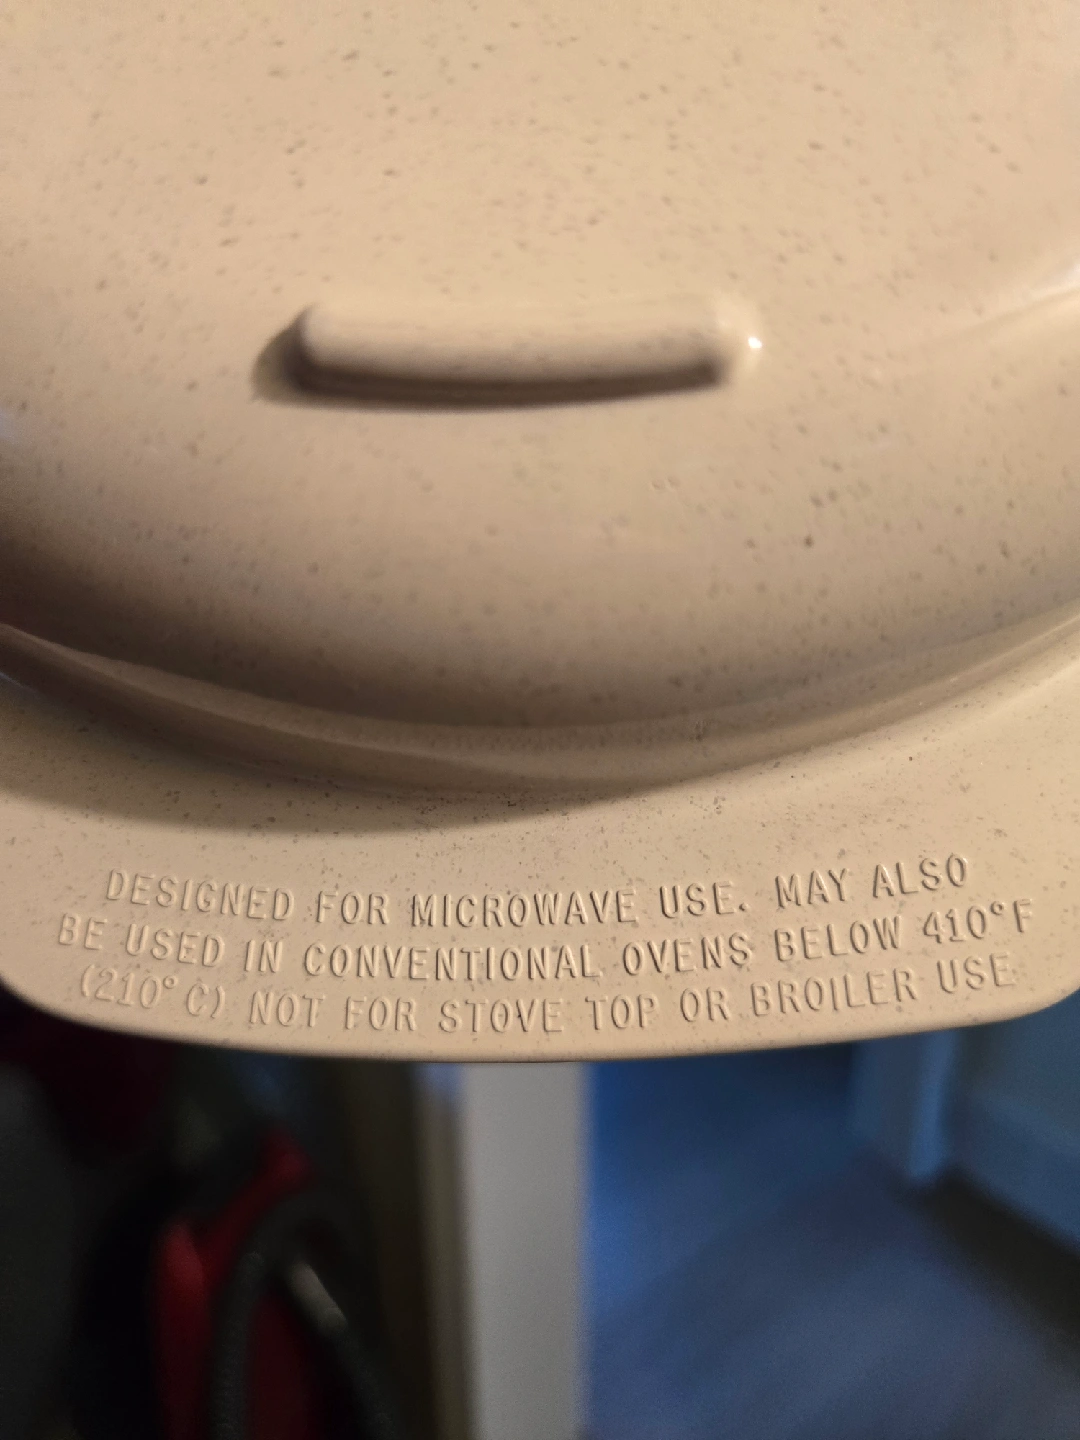 DESIGNED FOR MICROWAVE USE. MAY ALSO
BE USED IN CONVENTIONAL OVENS BELOW 410°F
(210°C) NOT FOR STOVE TOP OR BROILER USE